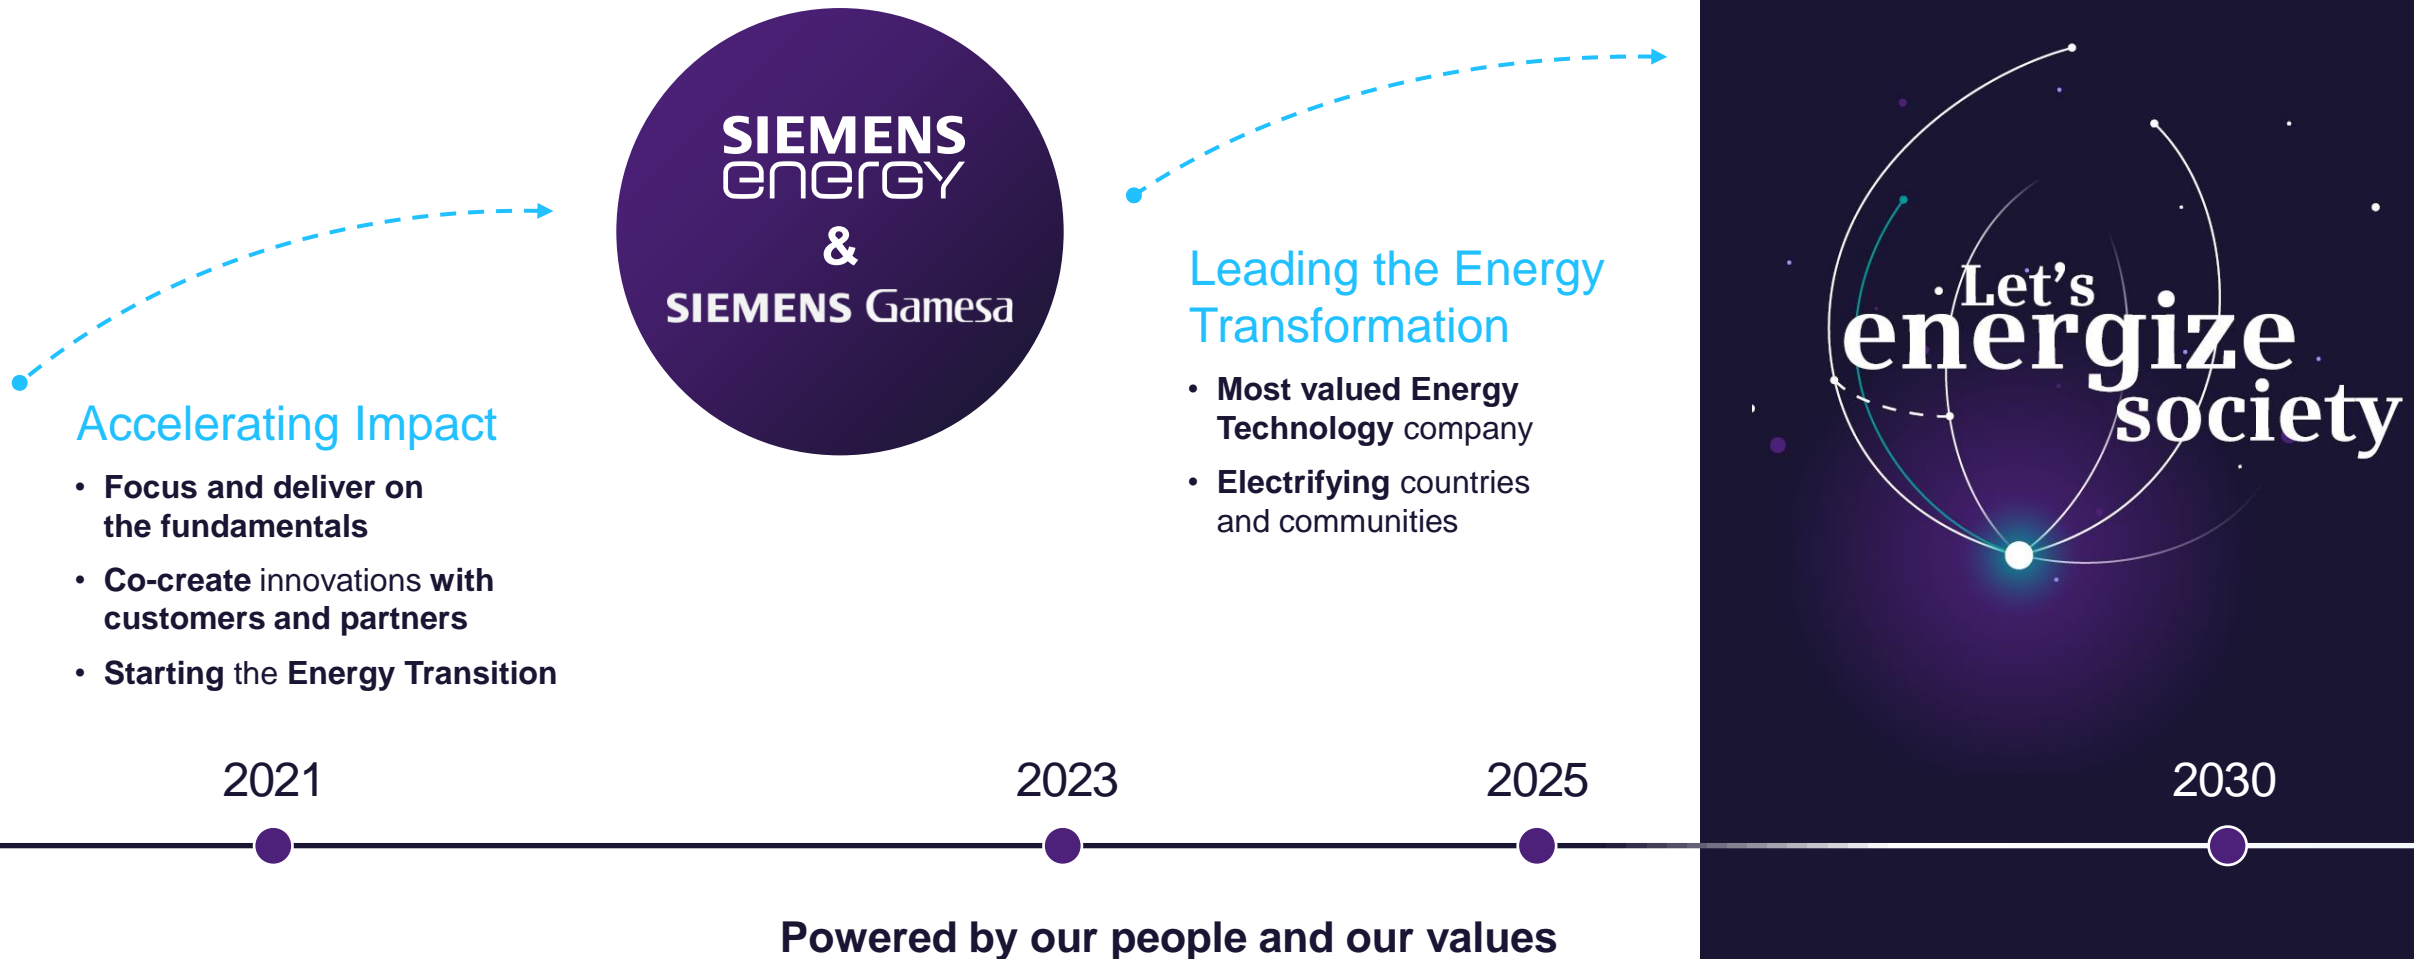 SIEMENS
energy
&
SIEMENS Gamesa
Accelerating Impact
• Focus and deliver on
the fundamentals
• Co-create innovations with
customers and partners
• Starting the Energy Transition
Leading the Energy
Transformation
• Most valued Energy
Technology company
• Electrifying countries
and communities
Let's
energize
society
2021
2023
2025
2030
Powered by our people and our values